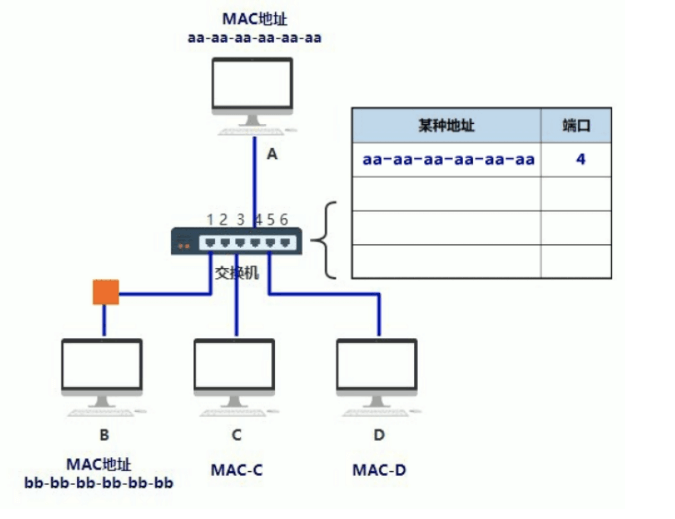 MAC地址
aa-aa-aa-aa-aa-aa
A
某种地址 端口
aa-aa-aa-aa-aa-aa 4
1 2 3 4 5 6
交换机
B
C
D
MAC地址
bb-bb-bb-bb-bb-bb
MAC-C
MAC-D